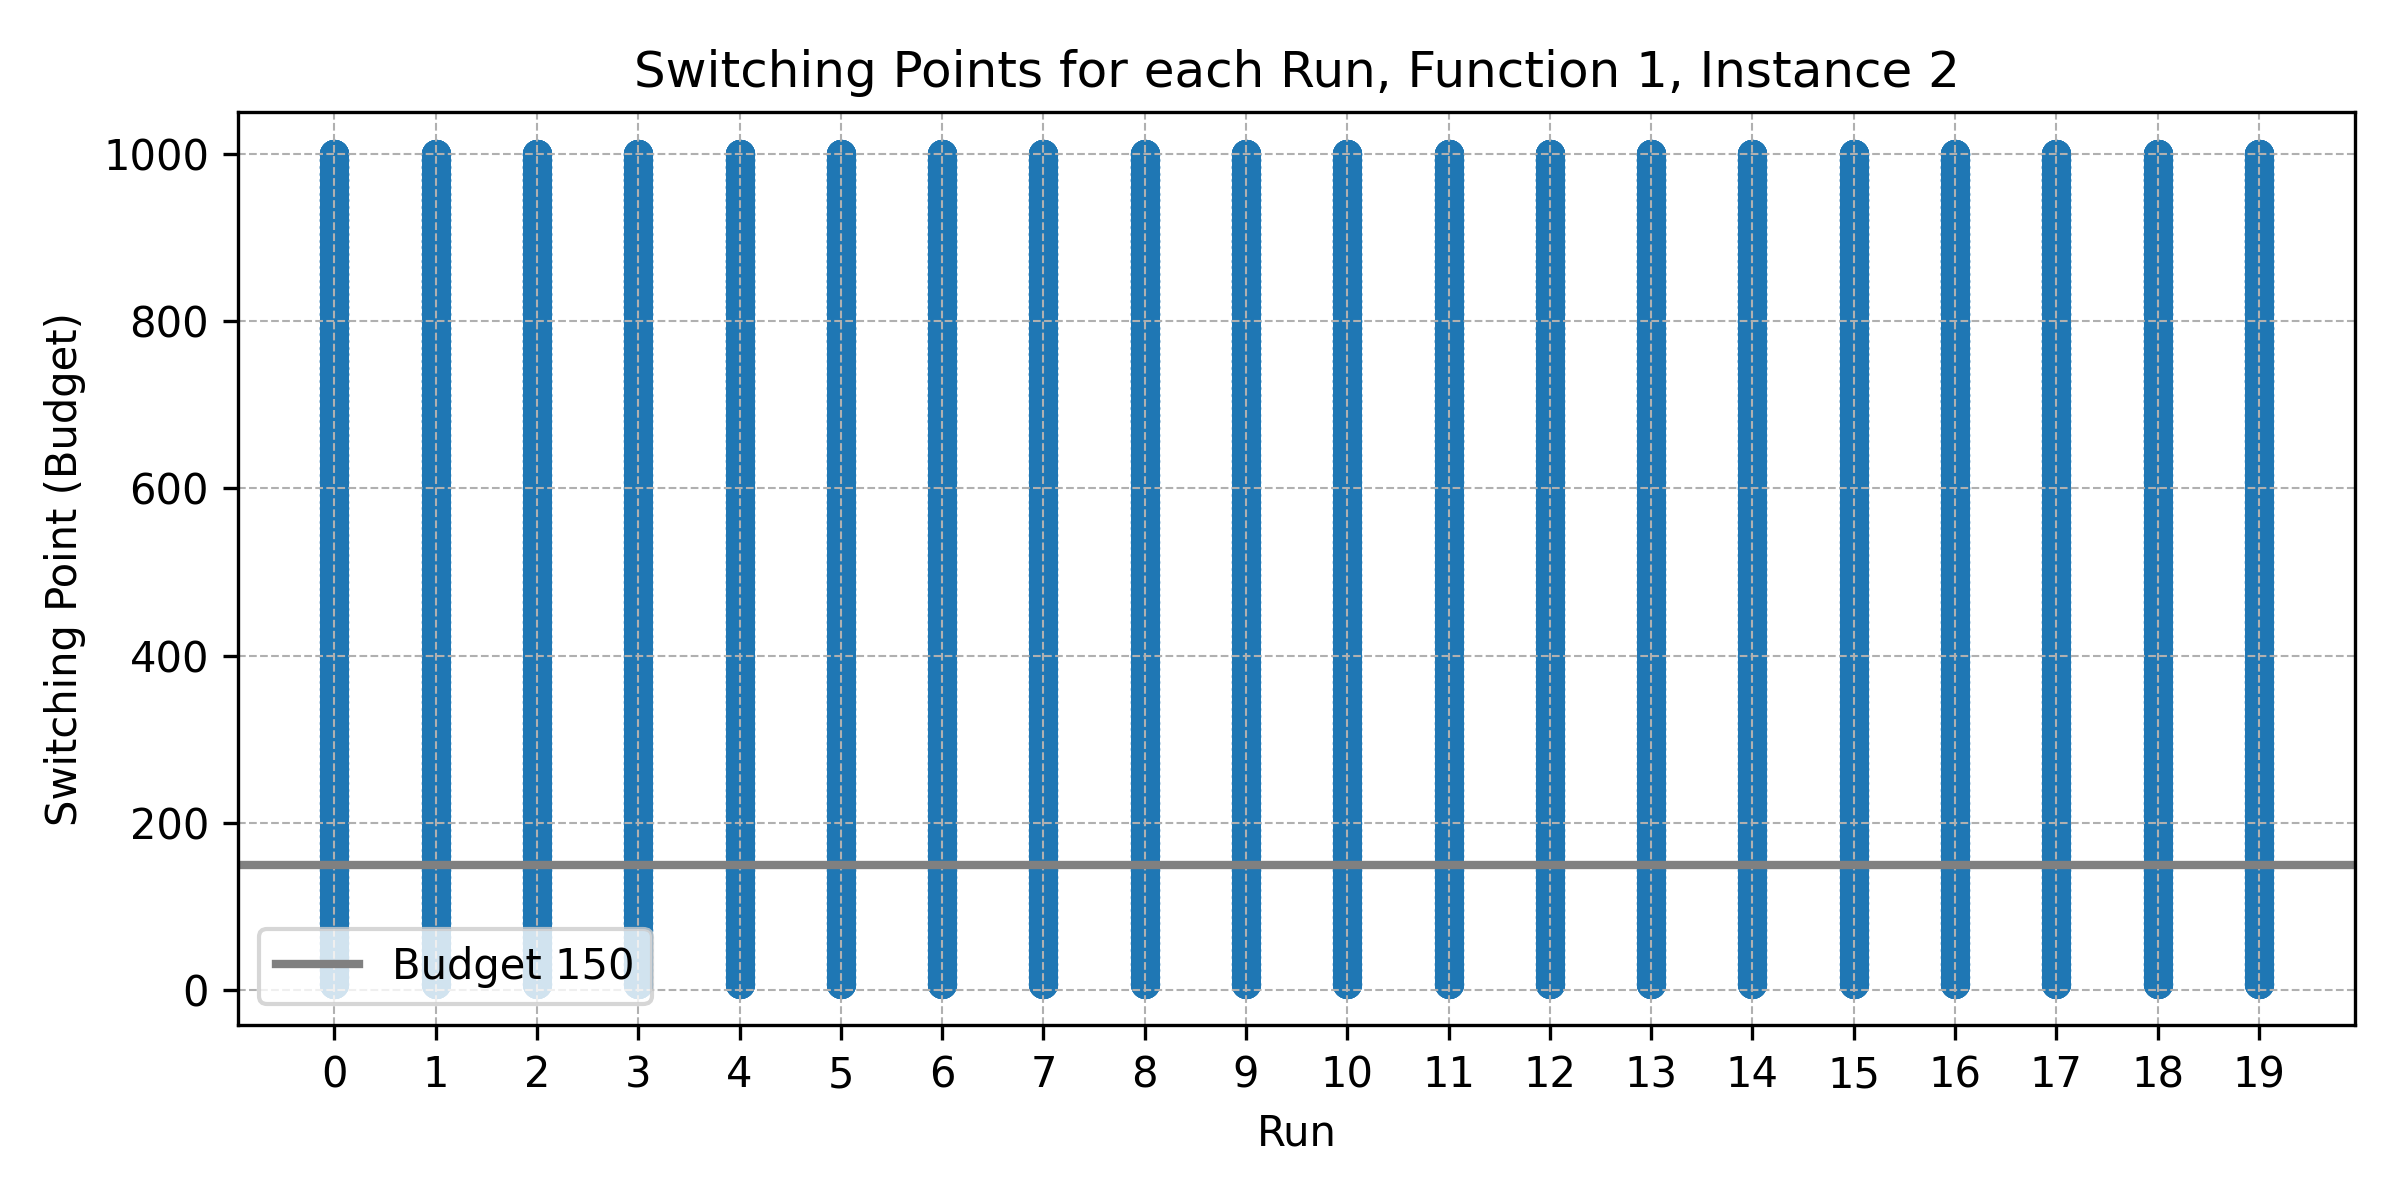 Switching Points for each Run, Function 1, Instance 2
Switching Point (Budget)
1000
800
600
400
200
0
Budget 150
0 1 2 3 4 5 6 7 8 9 10 11 12 13 14 15 16 17 18 19
Run